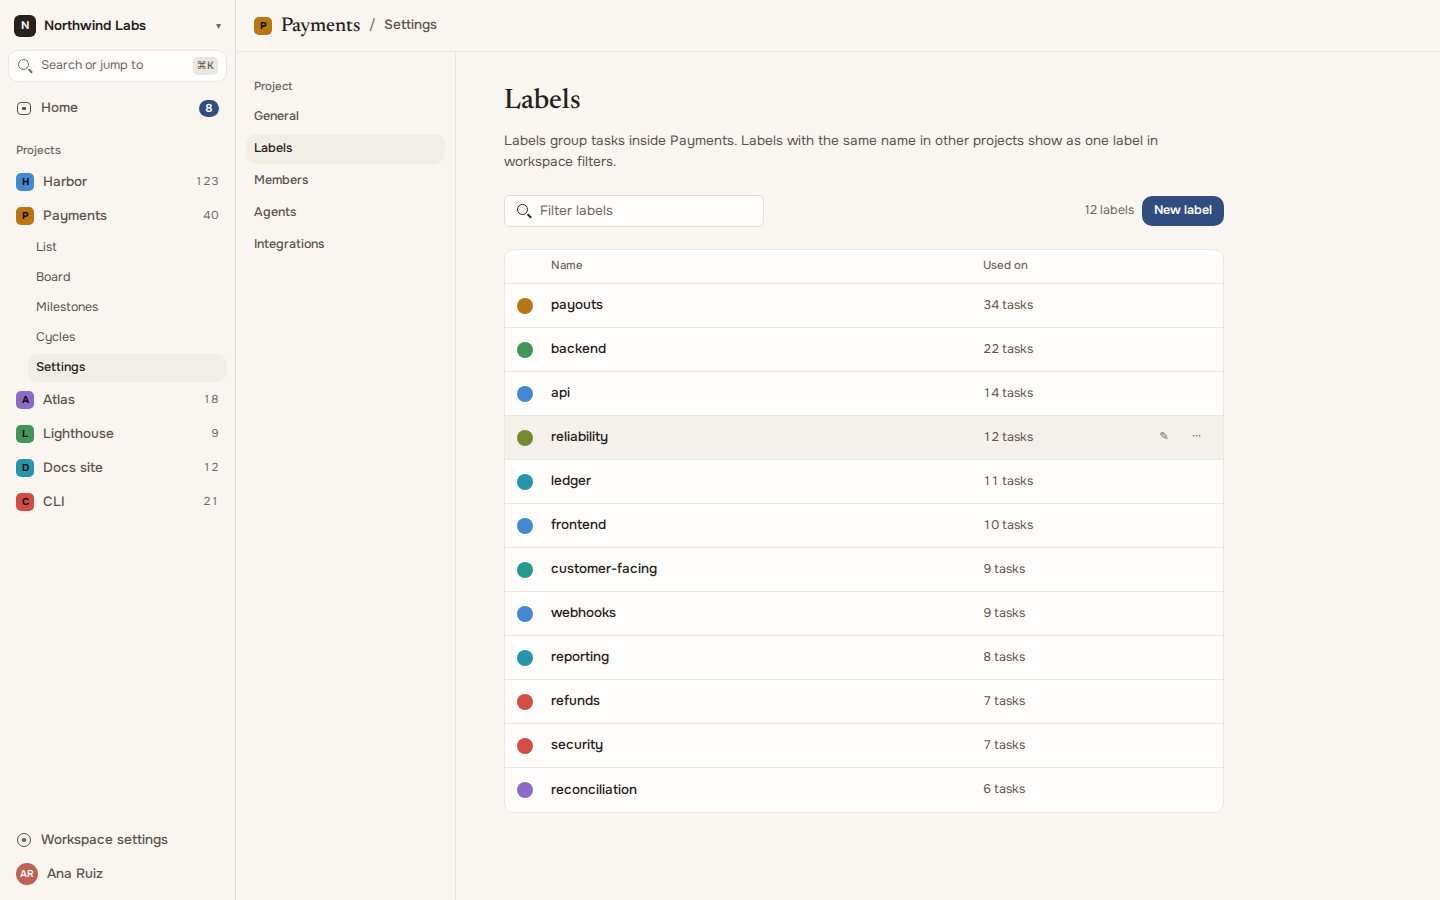 N Northwind Labs ▾
Search or jump to ⌘K
Home 8
Projects
H Harbor 123
P Payments 40
List
Board
Milestones
Cycles
Settings
A Atlas 18
L Lighthouse 9
D Docs site 12
C CLI 21
Workspace settings
AR Ana Ruiz
P Payments / Settings
Project
General
Labels
Members
Agents
Integrations
Labels
Labels group tasks inside Payments. Labels with the same name in other projects show as one label in
workspace filters.
Filter labels
12 labels New label
Name Used on
payouts 34 tasks
backend 22 tasks
api 14 tasks
reliability 12 tasks ✎ ···
ledger 11 tasks
frontend 10 tasks
customer-facing 9 tasks
webhooks 9 tasks
reporting 8 tasks
refunds 7 tasks
security 7 tasks
reconciliation 6 tasks